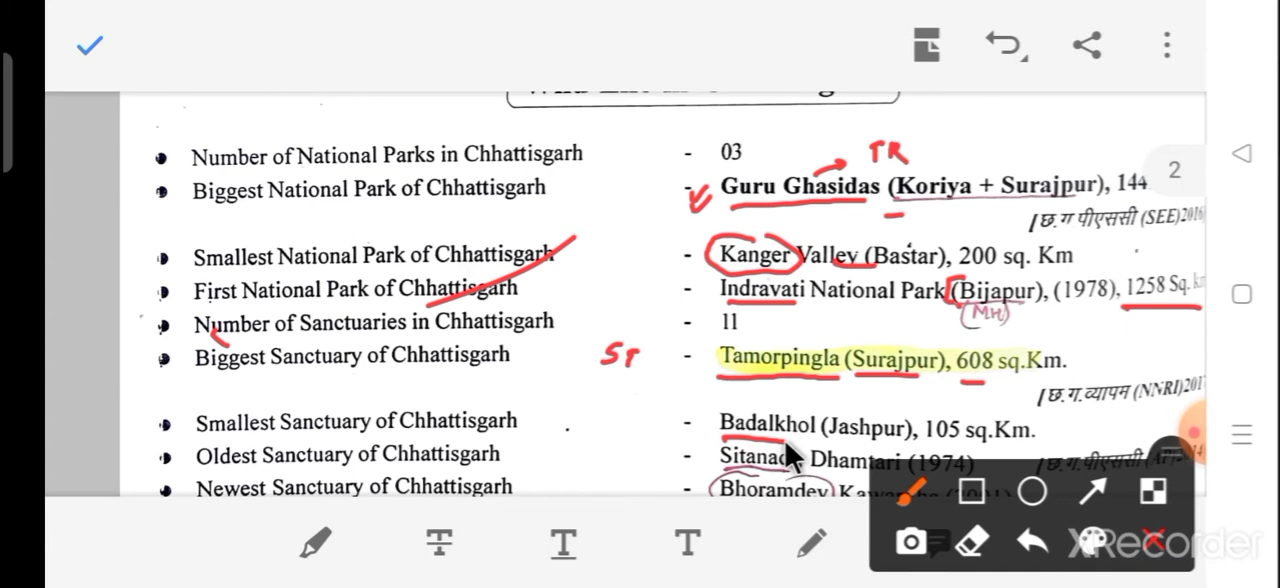 Number of National Parks in Chhattisgarh - 03
TR
2
Biggest National Park of Chhattisgarh - Guru Ghasidas (Koriya + Surajpur), 144
[छ.ग पीएससी (SEE)2016
Smallest National Park of Chhattisgarh - Kanger Valley (Bastar), 200 sq. Km
First National Park of Chhattisgarh - Indravati National Park (Bijapur), (1978), 1258 Sq.k
(MH)
Number of Sanctuaries in Chhattisgarh - 11
Biggest Sanctuary of Chhattisgarh ST - Tamorpingla (Surajpur), 608 sq.Km.
[छ.ग.व्यापम (NNRI)201
Smallest Sanctuary of Chhattisgarh - Badalkhol (Jashpur), 105 sq.Km.
Oldest Sanctuary of Chhattisgarh - Sitanad Dhamtari (1974)
Newest Sanctuary of Chhattisgarh - Bhoramdev
T T T
XRecorder